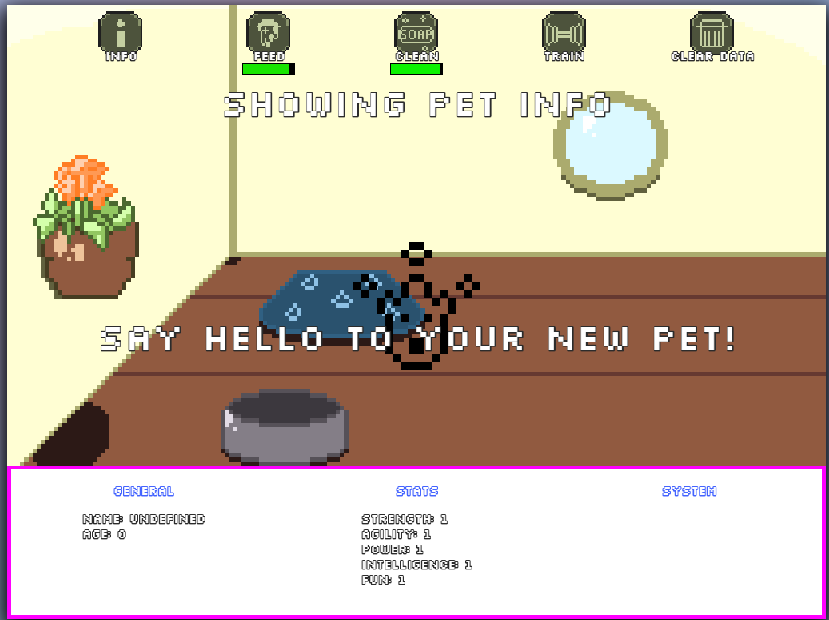 SOAP
INFO
FEED
CLEAN
TRAIN
CLEAR DATA
SHOWING PET INFO
SAY HELLO TO YOUR NEW PET!
GENERAL
NAME: UNDEFINED
AGE: 0
STATS
STRENGTH: 1
AGILITY: 1
POWER: 1
INTELLIGENCE: 1
FUN: 1
SYSTEM